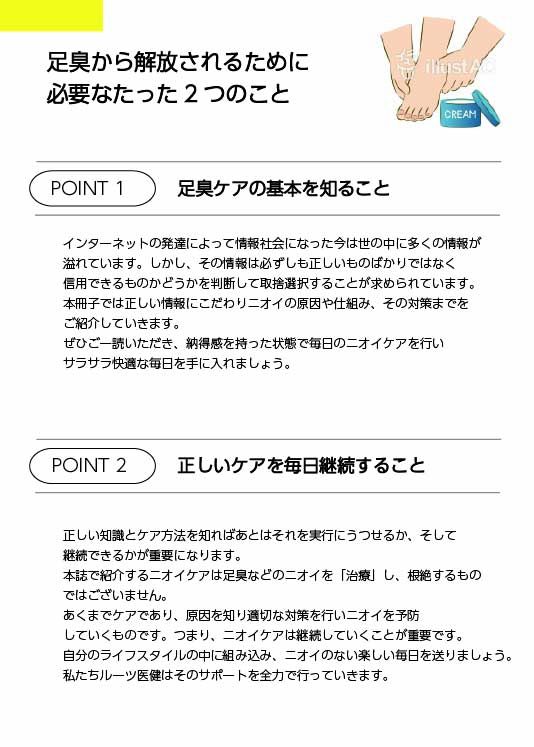 足臭から解放されるために
必要なたった2つのこと
イラストAC
illustAC
CREAM
POINT 1
足臭ケアの基本を知ること
インターネットの発達によって情報社会になった今は世の中に多くの情報が
溢れています。しかし、その情報は必ずしも正しいものばかりではなく
信用できるものかどうかを判断して取捨選択することが求められています。
本冊子では正しい情報にこだわりニオイの原因や仕組み、その対策までを
ご紹介していきます。
ぜひご一読いただき、納得感を持った状態で毎日のニオイケアを行い
サラサラ快適な毎日を手に入れましょう。
POINT 2
正しいケアを毎日継続すること
正しい知識とケア方法を知ればあとはそれを実行にうつせるか、そして
継続できるかが重要になります。
本誌で紹介するニオイケアは足臭などのニオイを「治療」し、根絶するもの
ではございません。
あくまでケアであり、原因を知り適切な対策を行いニオイを予防
していくものです。つまり、ニオイケアは継続していくことが重要です。
自分のライフスタイルの中に組み込み、ニオイのない楽しい毎日を送りましょう。
私たちルーツ医健はそのサポートを全力で行っていきます。